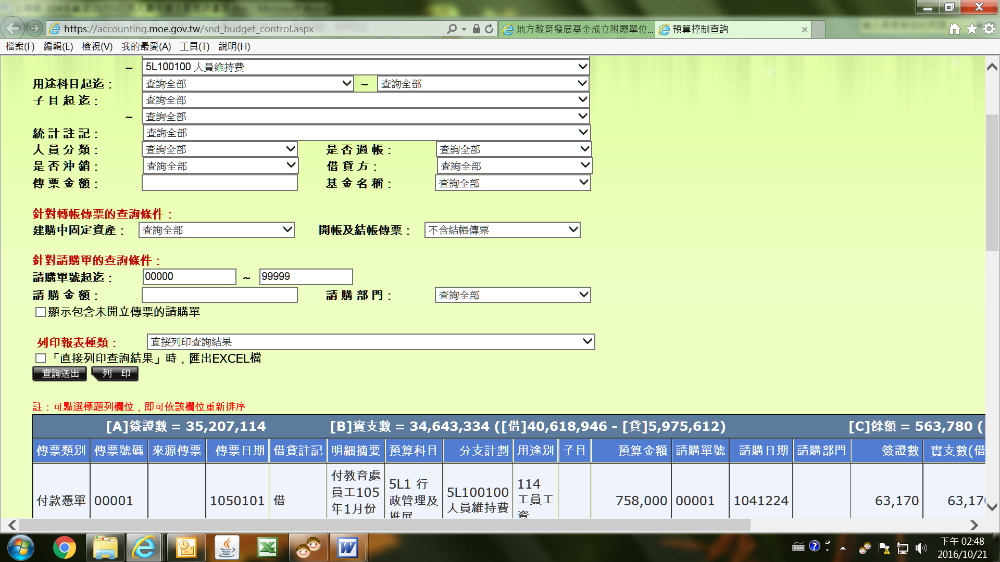 https://accounting.moe.gov.tw/snd_budget_control.aspx
地方教育發展基金成立附屬單位...
預算控制查詢
檔案(F) 編輯(E) 檢視(V) 我的最愛(A) 工具(T) 說明(H)
~ 5L100100 人員維持費
用途科目起迄： 查詢全部 ~ 查詢全部
子目起迄： 查詢全部
~ 查詢全部
統計註記： 查詢全部
人員分類： 查詢全部 是否過帳： 查詢全部
是否沖銷： 查詢全部 借貸方： 查詢全部
傳票金額： 基金名稱： 查詢全部
針對轉帳傳票的查詢條件：
建購中固定資產： 查詢全部 開帳及結帳傳票： 不含結帳傳票
針對請購單的查詢條件：
請購單號起迄： 00000 ~ 99999
請購金額： 請購部門： 查詢全部
顯示包含未開立傳票的請購單
列印報表種類： 直接列印查詢結果
「直接列印查詢結果」時，匯出EXCEL檔
查詢送出 列 印
註：可點選標題列欄位，即可依該欄位重新排序
[A]簽證數 = 35,207,114 [B]實支數 = 34,643,334 ([借]40,618,946 - [貸]5,975,612) [C]餘額 = 563,780 (
傳票類別 傳票號碼 來源傳票 傳票日期 借貸註記 明細摘要 預算科目 分支計劃 用途別 子目 預算金額 請購單號 請購日期 請購部門 簽證數 實支數(借
付款憑單 00001 1050101 借 付教育處員工105年1月份 5L1 行政管理及推展 5L100100 人員維持費 114 工員工資 758,000 00001 1041224 63,170 63,170
下午 02:48
2016/10/21